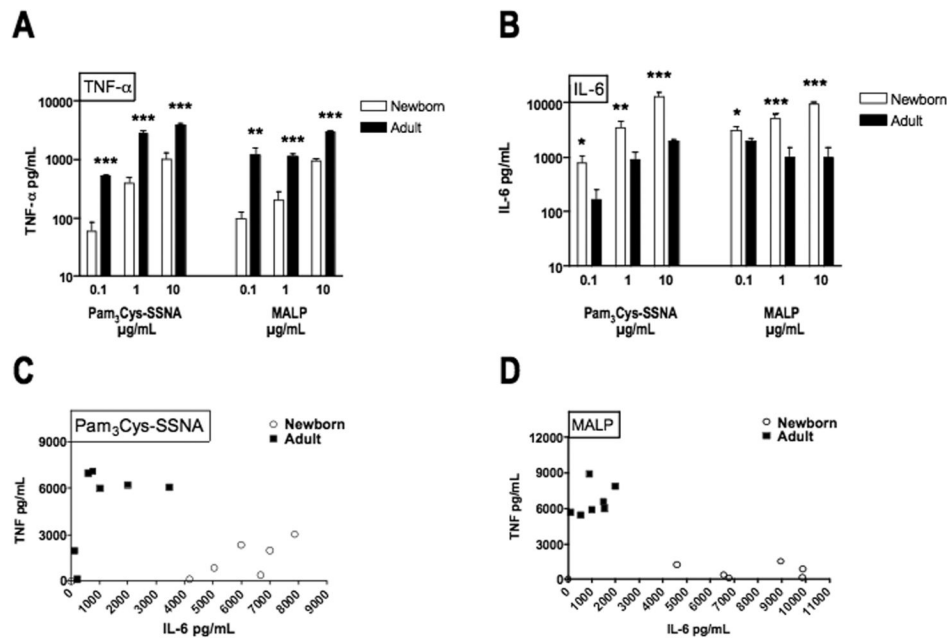 A
TNF-α
Newborn
Adult
TNF-α pg/mL
10000
1000
100
10
***
***
***
**
***
***
0.1 1 10 0.1 1 10
Pam3Cys-SSNA MALP
µg/mL µg/mL
B
IL-6
Newborn
Adult
IL-6 pg/mL
10000
1000
100
10
*
**
***
*
***
***
0.1 1 10 0.1 1 10
Pam3Cys-SSNA MALP
µg/mL µg/mL
C
Pam3Cys-SSNA
Newborn
Adult
TNF pg/mL
9000
6000
3000
0
0 1000 2000 3000 4000 5000 6000 7000 8000 9000
IL-6 pg/mL
D
MALP
Newborn
Adult
TNF pg/mL
12000
9000
6000
3000
0
0 1000 2000 3000 4000 5000 6000 7000 8000 9000 10000 11000
IL-6 pg/mL